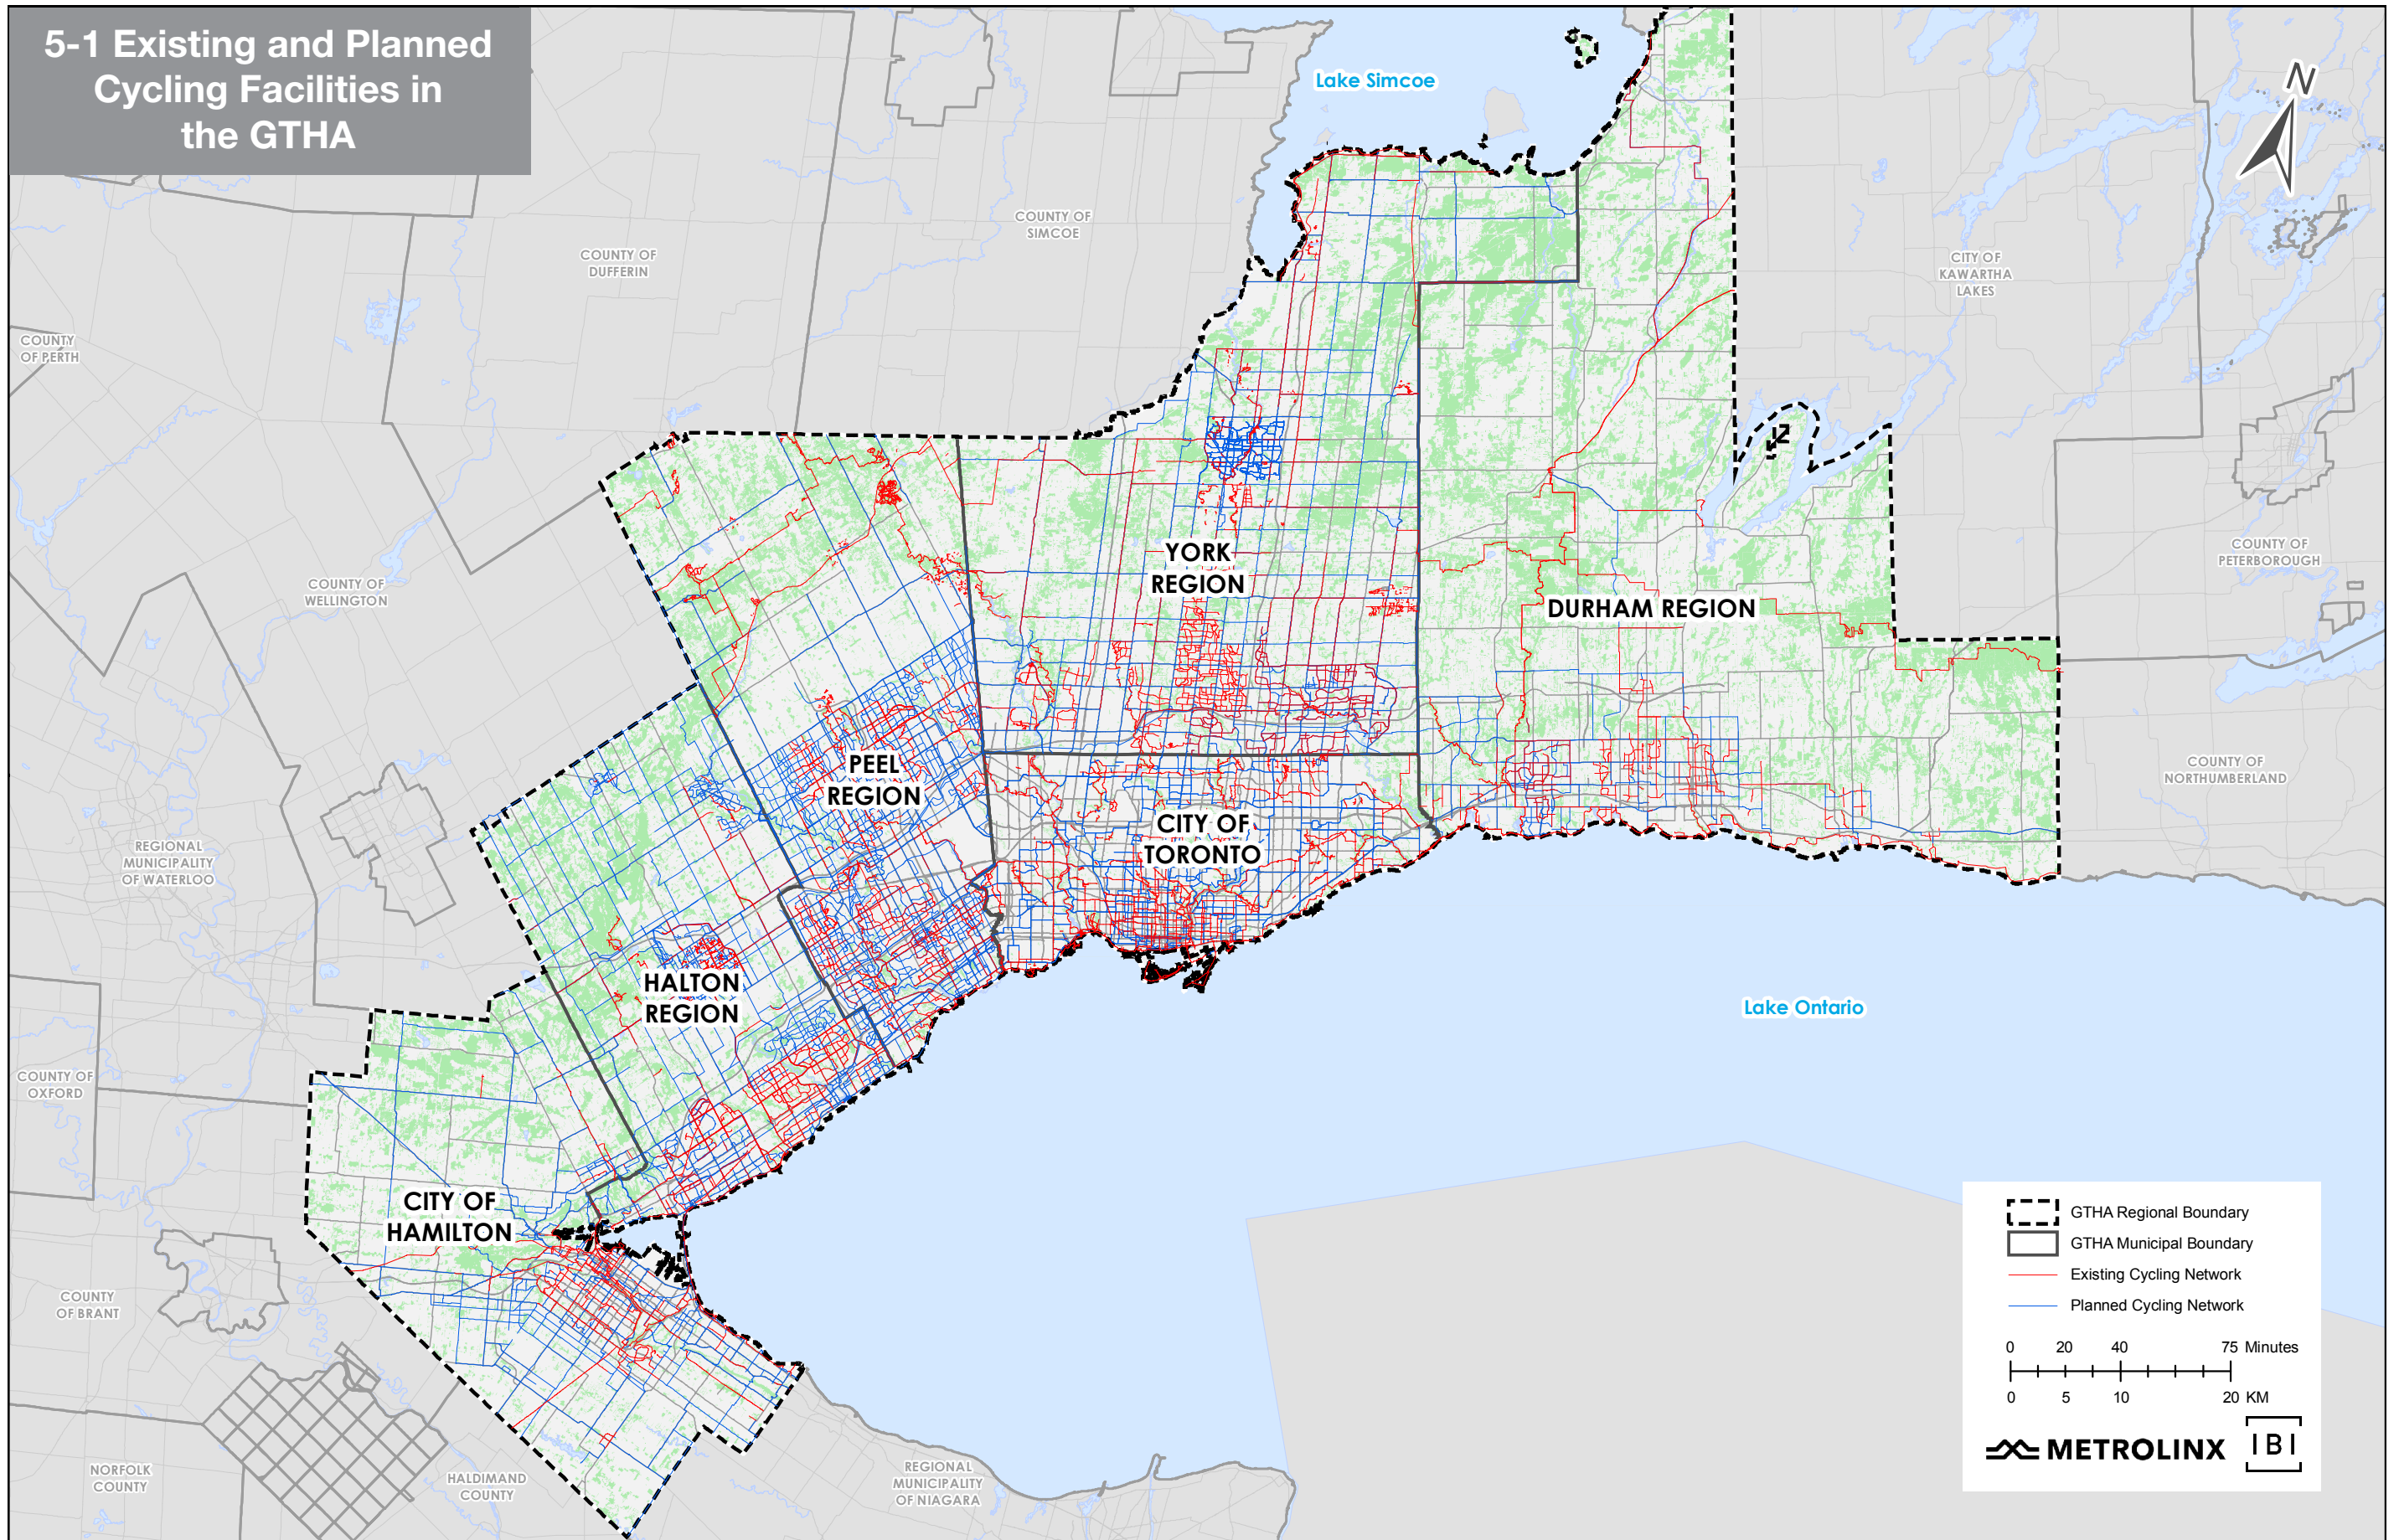 5-1 Existing and Planned
Cycling Facilities in
the GTHA
Lake Simcoe
N
COUNTY OF
SIMCOE
COUNTY OF
DUFFERIN
CITY OF
KAWARTHA
LAKES
COUNTY
OF PERTH
YORK
REGION
COUNTY OF
PETERBOROUGH
COUNTY OF
WELLINGTON
DURHAM REGION
PEEL
REGION
COUNTY OF
NORTHUMBERLAND
CITY OF
TORONTO
REGIONAL
MUNICIPALITY
OF WATERLOO
HALTON
REGION
Lake Ontario
COUNTY OF
OXFORD
CITY OF
HAMILTON
COUNTY
OF BRANT
NORFOLK
COUNTY
HALDIMAND
COUNTY
REGIONAL
MUNICIPALITY
OF NIAGARA
GTHA Regional Boundary
GTHA Municipal Boundary
Existing Cycling Network
Planned Cycling Network
0 20 40 75 Minutes
0 5 10 20 KM
METROLINX
IBI